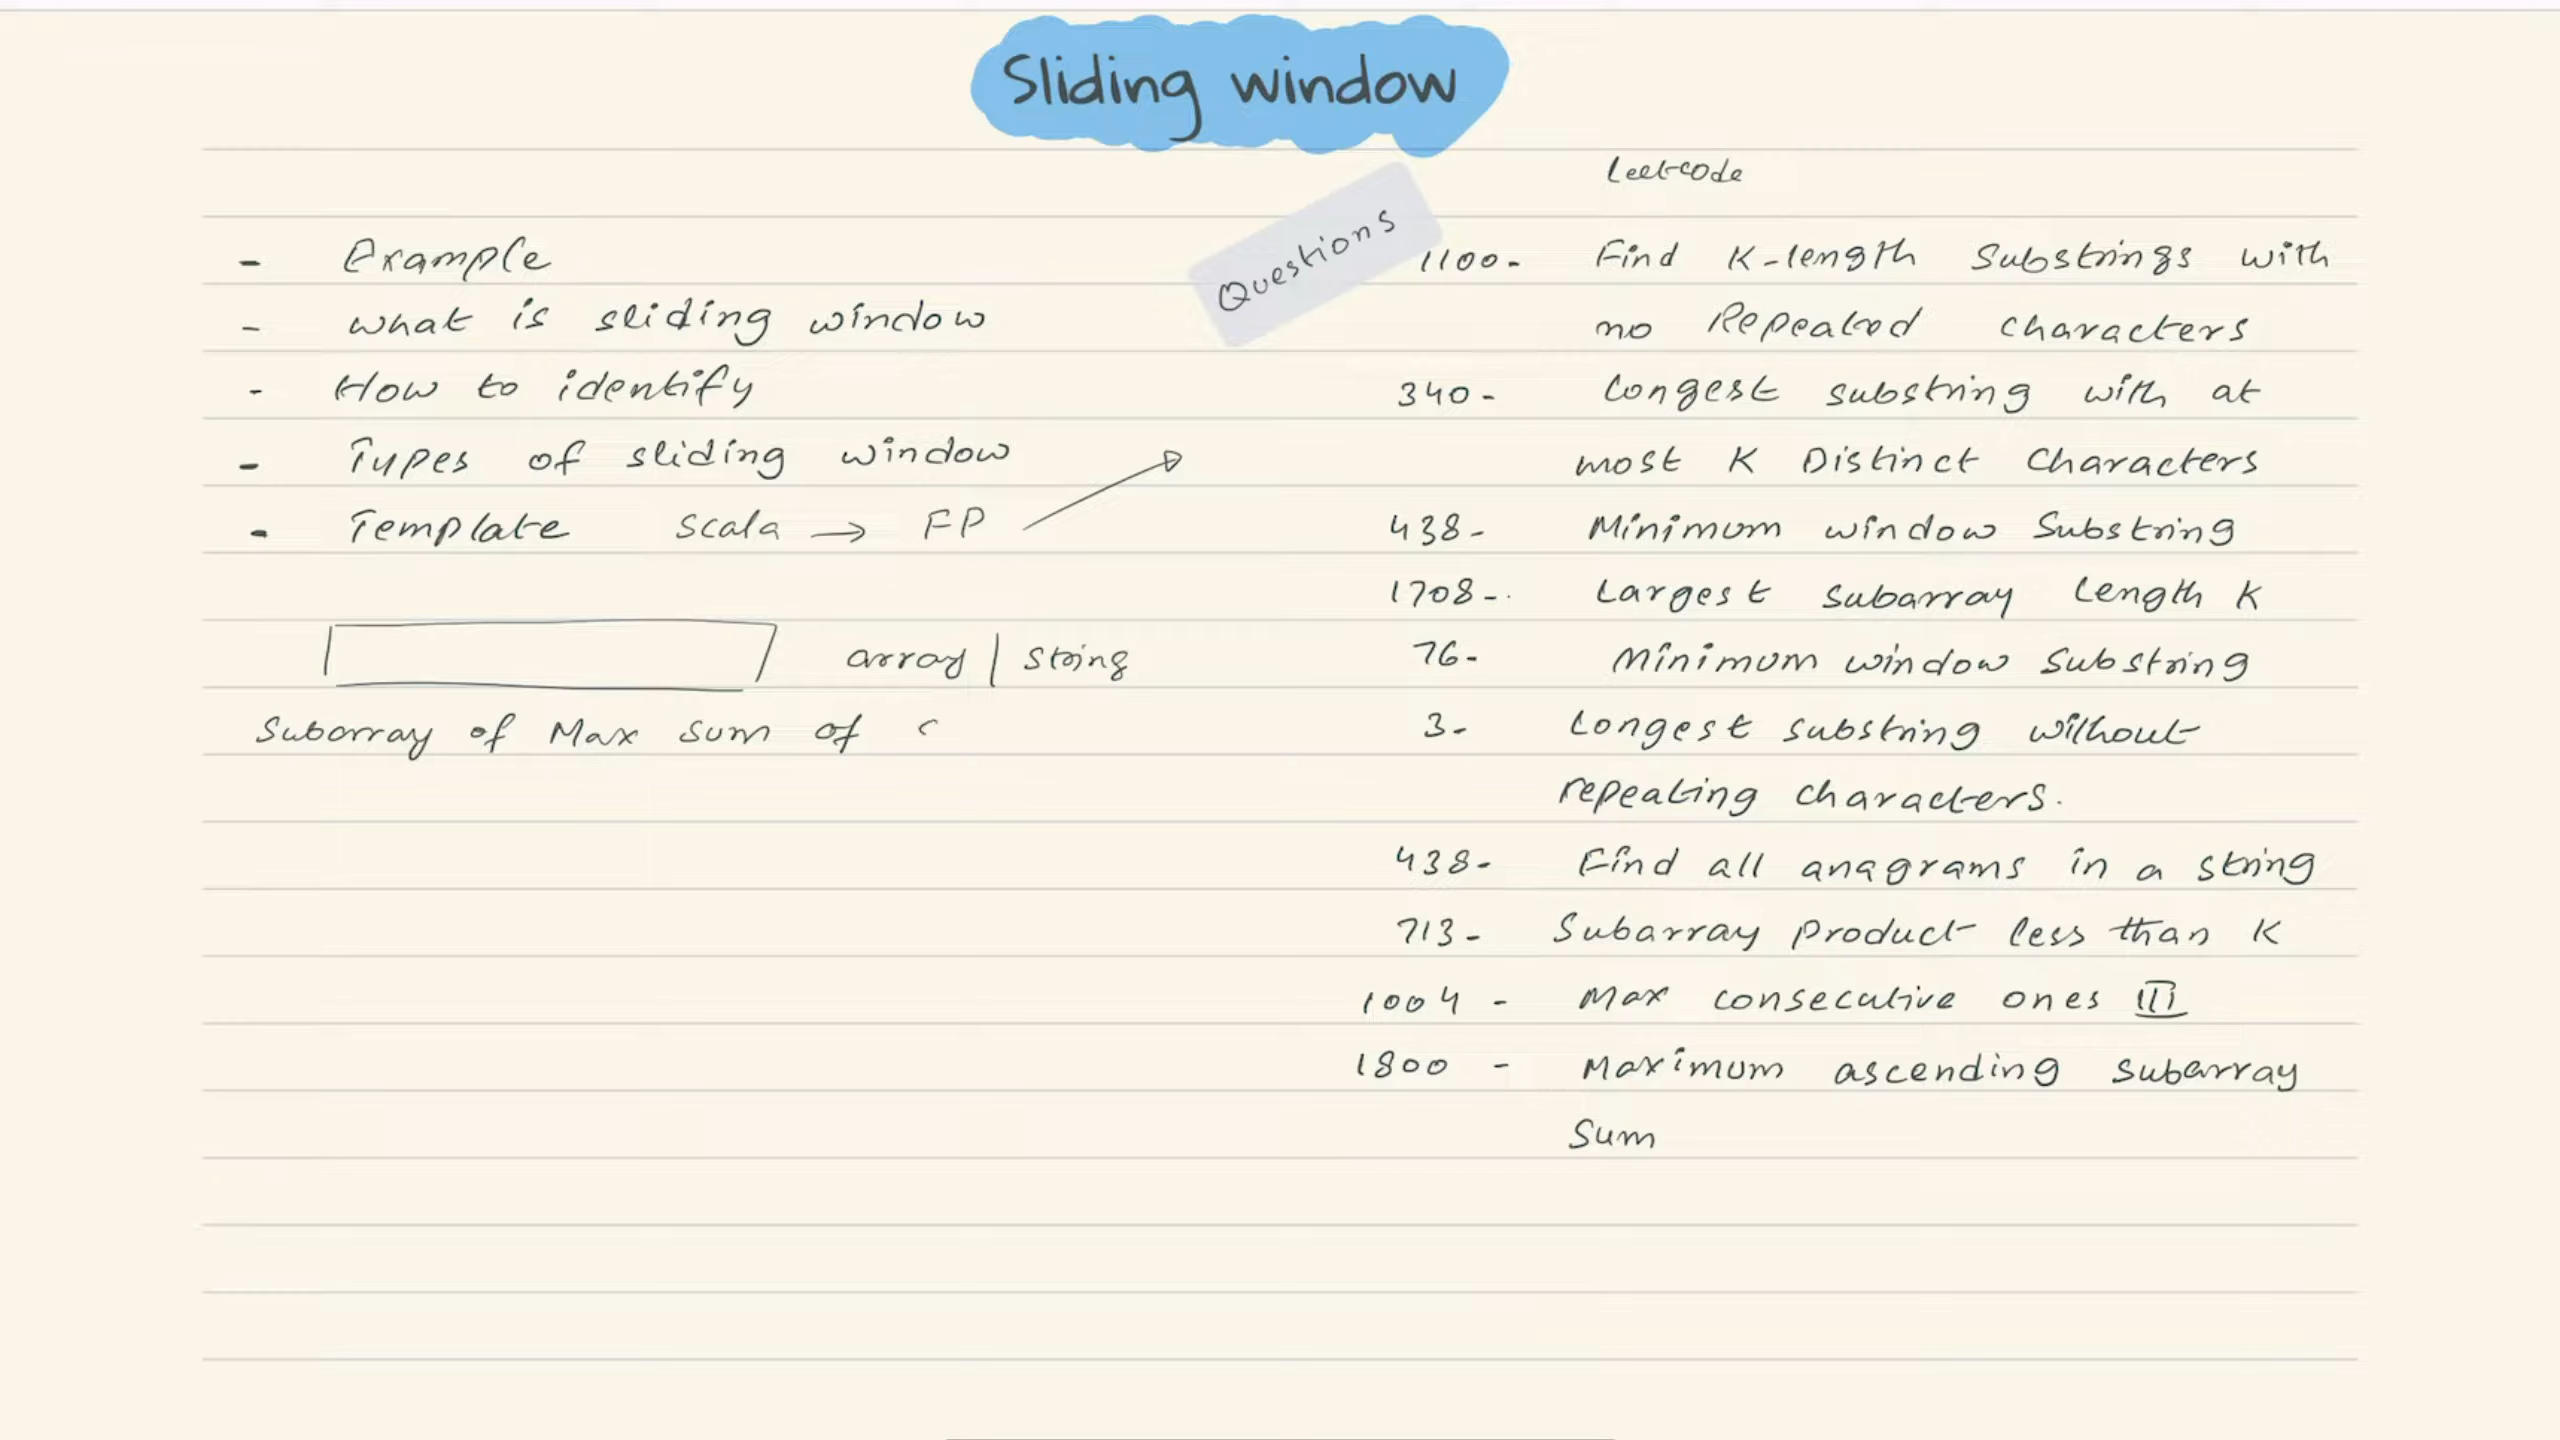 Sliding window
- Example
- what is sliding window
- How to identify
- Types of sliding window
- Template Scala → FP
array | string
Subarray of Max sum of
Questions
Leetcode
1100- Find K-length Substrings with
no Repeated characters
340- Longest substring with at
most K Distinct Characters
438- Minimum window Substring
1708- Largest subarray Length K
76- Minimum window substring
3- Longest substring without
repeating characters.
438- Find all anagrams in a string
713- Subarray product less than K
1004 - Max consecutive ones III
1800 - Maximum ascending subarray
Sum